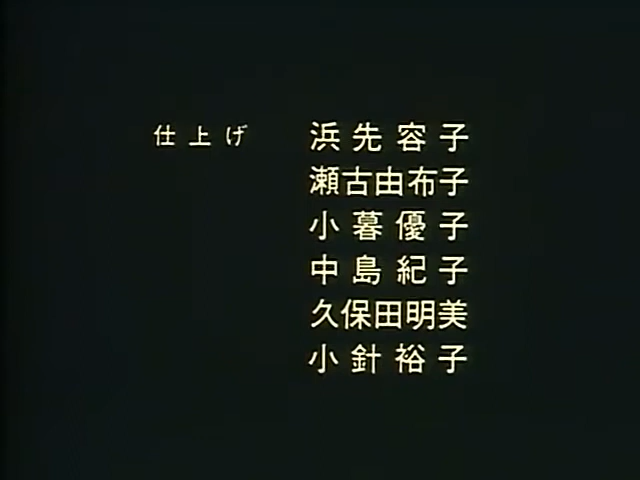 仕上げ 浜先容子
瀬古由布子
小暮優子
中島紀子
久保田明美
小針裕子